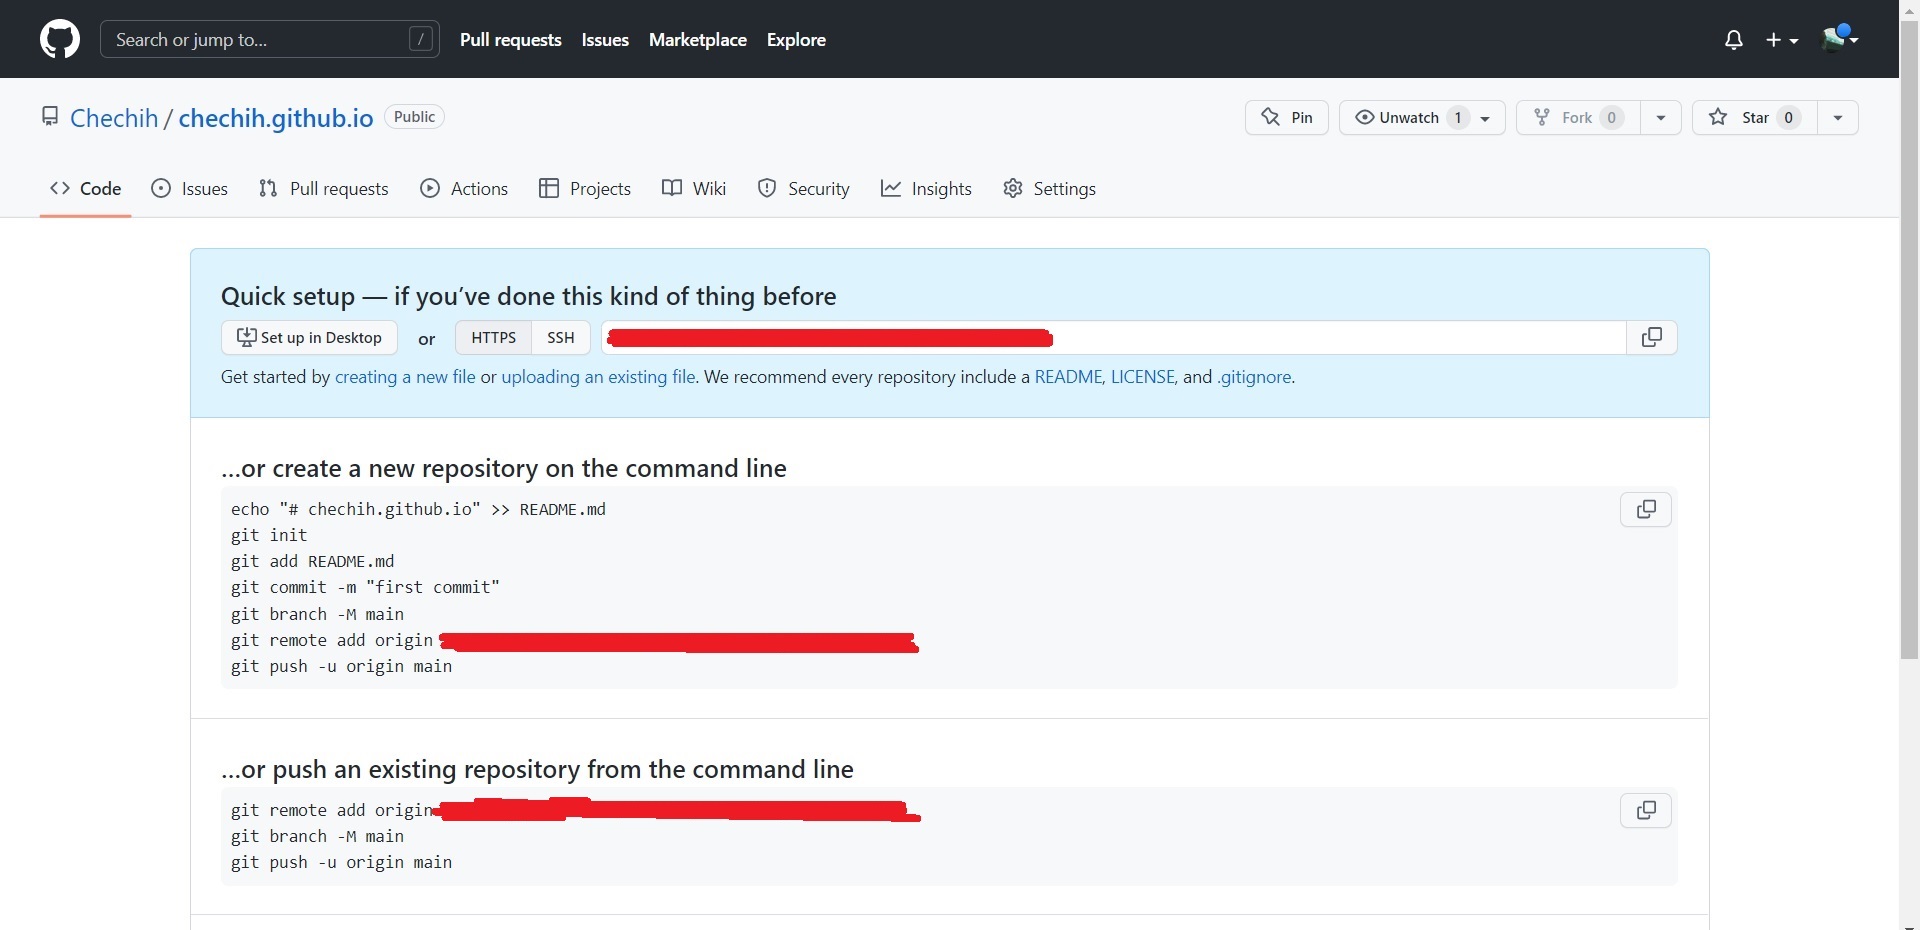 Search or jump to... /
Pull requests Issues Marketplace Explore
Chechih / chechih.github.io Public
Pin Unwatch 1 Fork 0 Star 0
Code Issues Pull requests Actions Projects Wiki Security Insights Settings
Quick setup — if you’ve done this kind of thing before
Set up in Desktop or HTTPS SSH
Get started by creating a new file or uploading an existing file. We recommend every repository include a README, LICENSE, and .gitignore.
…or create a new repository on the command line
echo "# chechih.github.io" >> README.md
git init
git add README.md
git commit -m "first commit"
git branch -M main
git remote add origin
git push -u origin main
…or push an existing repository from the command line
git remote add origin
git branch -M main
git push -u origin main